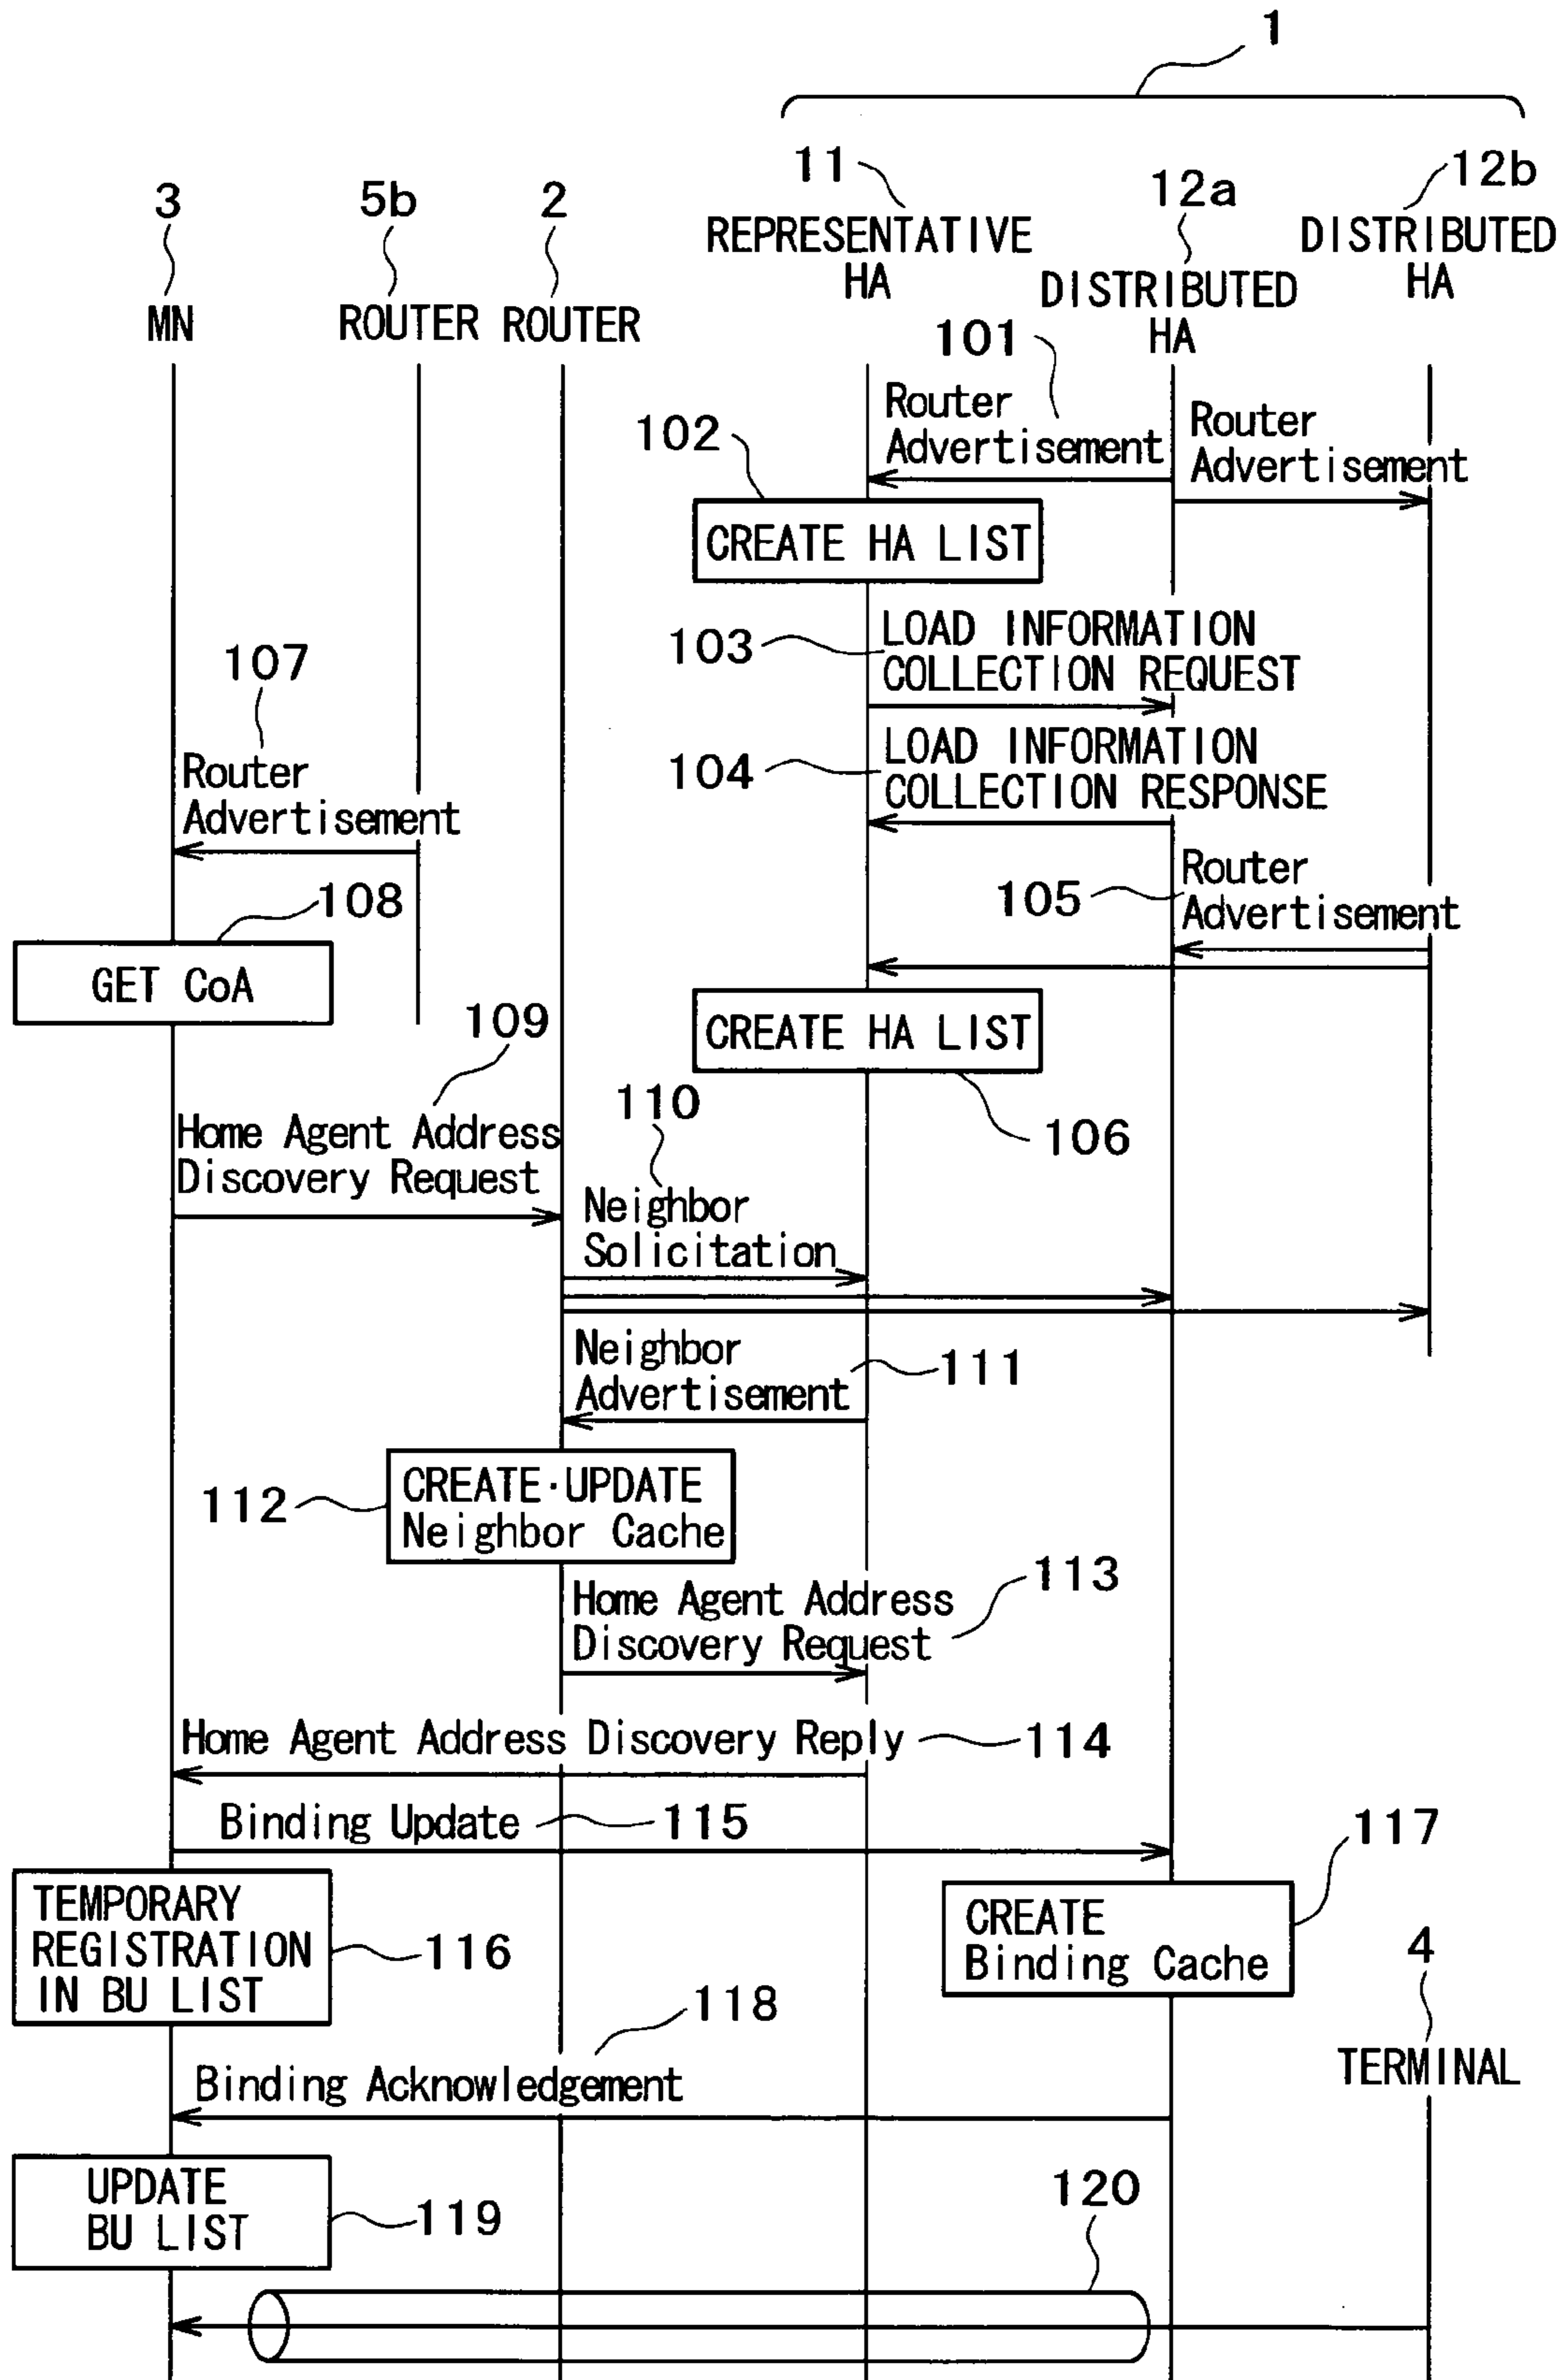 1
11
12a
12b
3
5b
2
REPRESENTATIVE
HA
DISTRIBUTED
HA
DISTRIBUTED
HA
MN
ROUTER
ROUTER
101
Router
Advertisement
Router
Advertisement
102
CREATE HA LIST
103
LOAD INFORMATION
COLLECTION REQUEST
107
Router
Advertisement
104
LOAD INFORMATION
COLLECTION RESPONSE
105
Router
Advertisement
108
GET CoA
CREATE HA LIST
106
109
Home Agent Address
Discovery Request
110
Neighbor
Solicitation
Neighbor
Advertisement
111
112
CREATE·UPDATE
Neighbor Cache
113
Home Agent Address
Discovery Request
Home Agent Address Discovery Reply
114
Binding Update
115
117
TEMPORARY
REGISTRATION
IN BU LIST
116
CREATE
Binding Cache
4
TERMINAL
118
Binding Acknowledgement
UPDATE
BU LIST
119
120